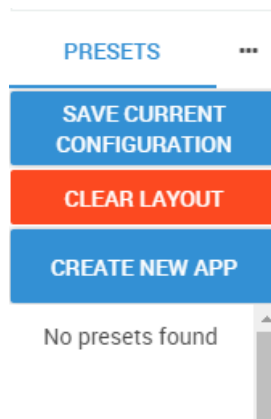 PRESETS
SAVE CURRENT
CONFIGURATION
CLEAR LAYOUT
CREATE NEW APP
No presets found